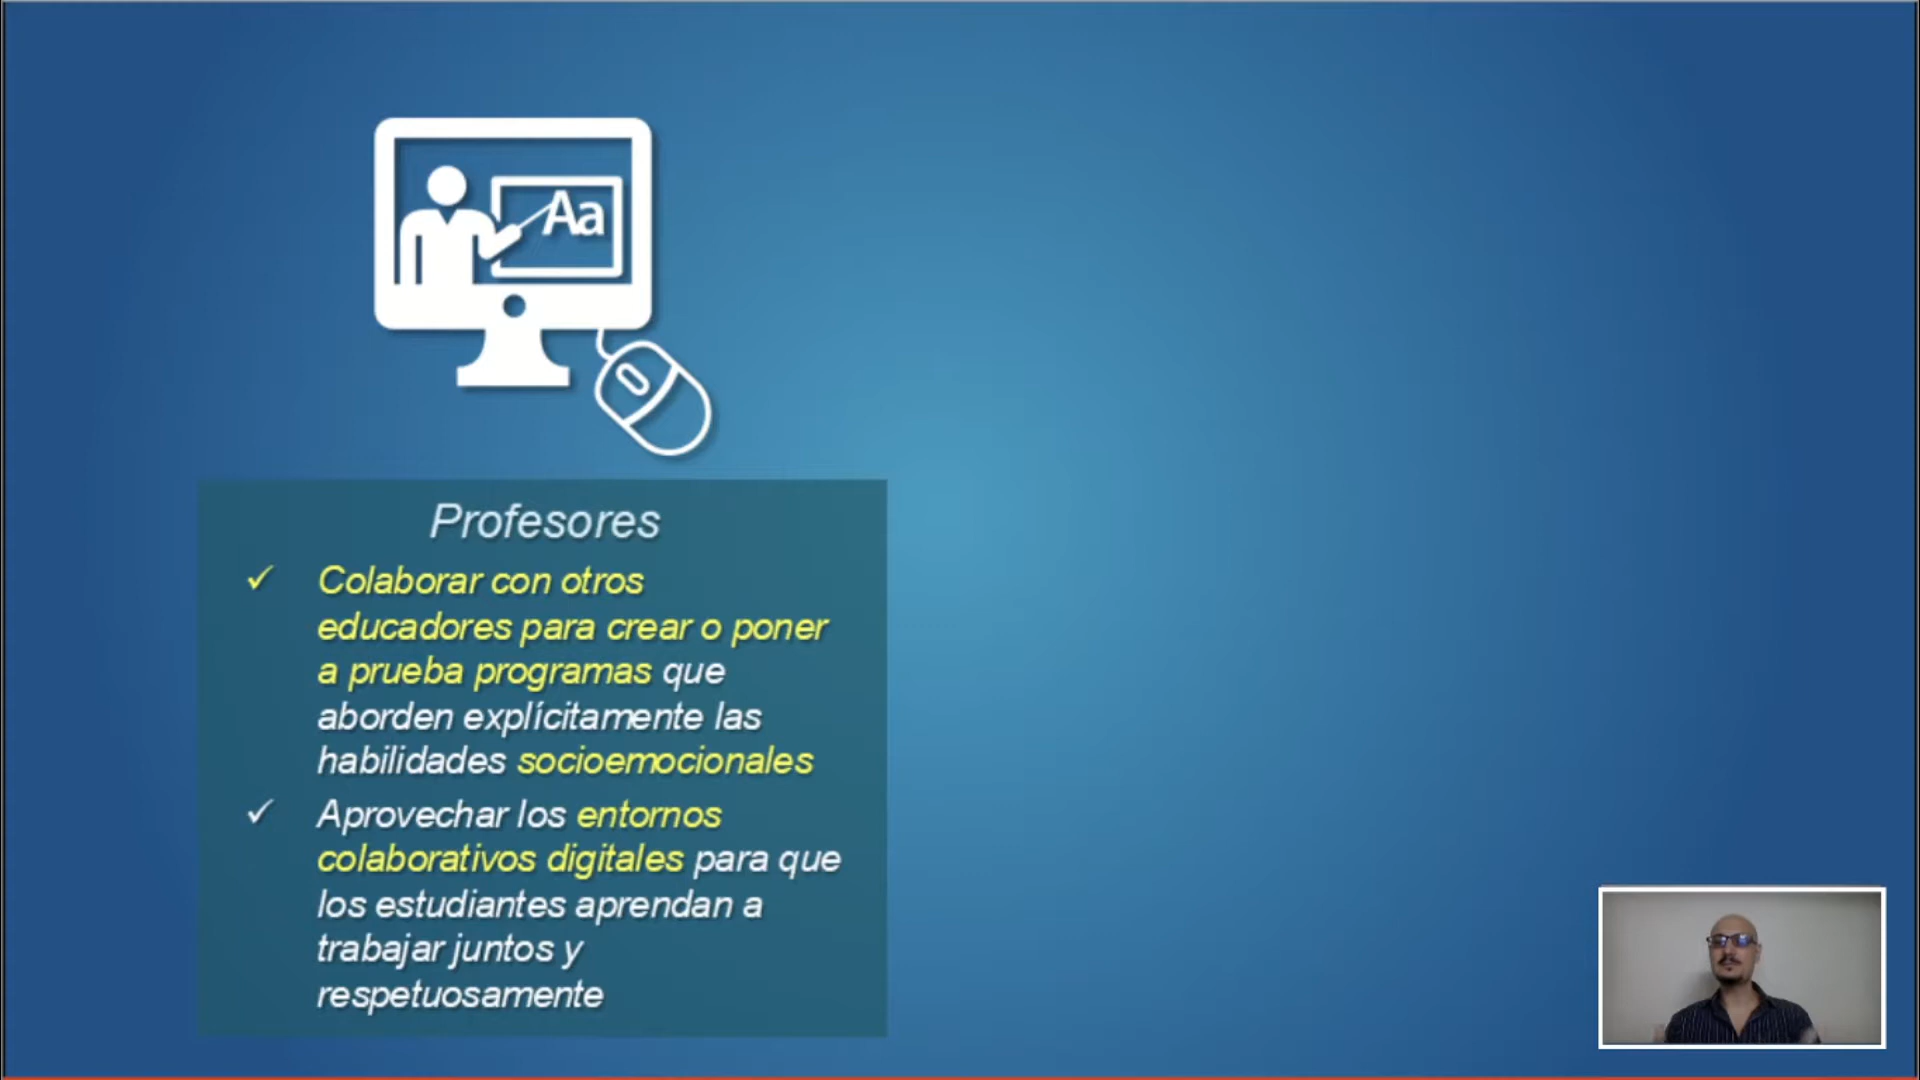 Aa
Profesores
✓ Colaborar con otros
educadores para crear o poner
a prueba programas que
aborden explícitamente las
habilidades socioemocionales
✓ Aprovechar los entornos
colaborativos digitales para que
los estudiantes aprendan a
trabajar juntos y
respetuosamente